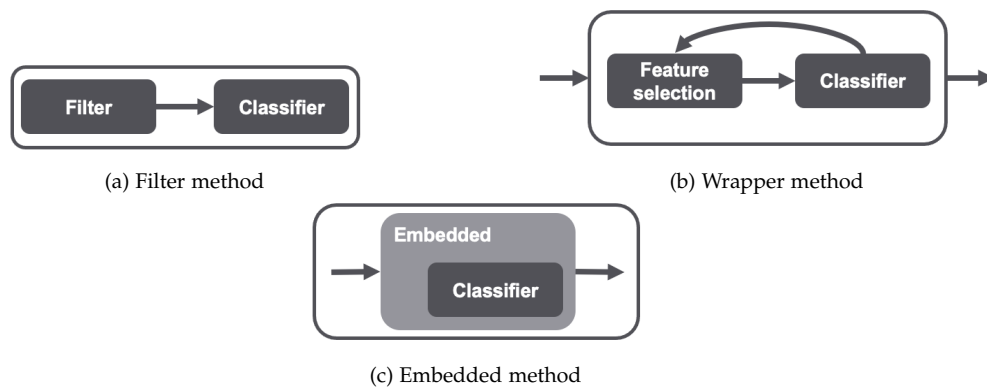 Filter
Classifier
(a) Filter method
Feature
selection
Classifier
(b) Wrapper method
Embedded
Classifier
(c) Embedded method